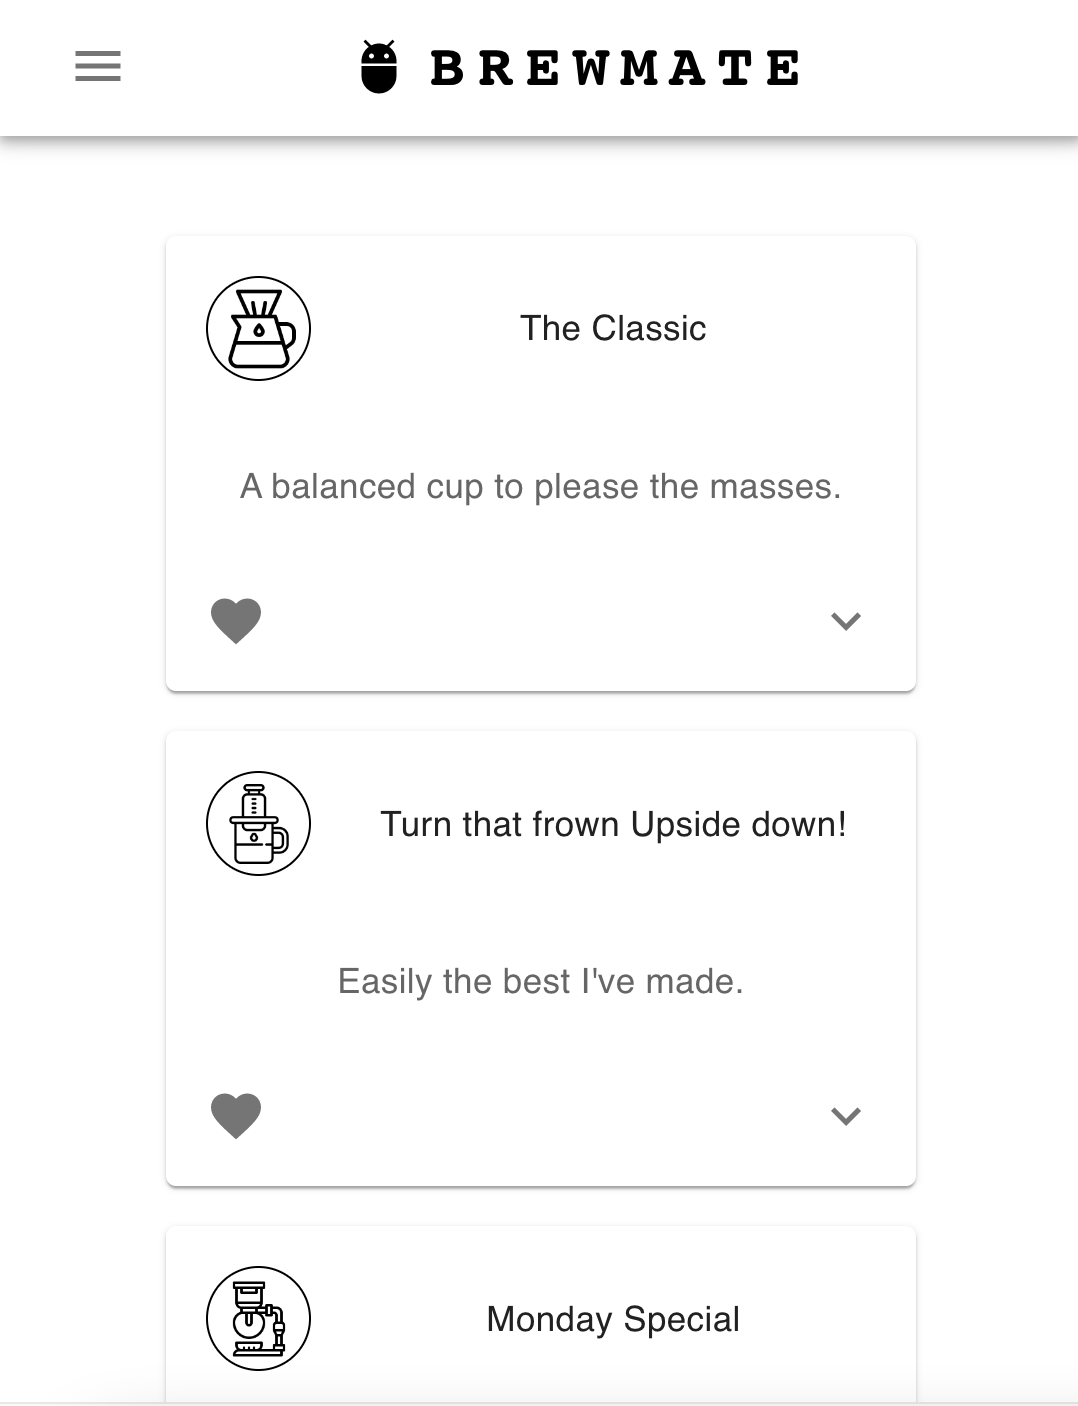 BREWMATE
The Classic
A balanced cup to please the masses.
Turn that frown Upside down!
Easily the best I've made.
Monday Special